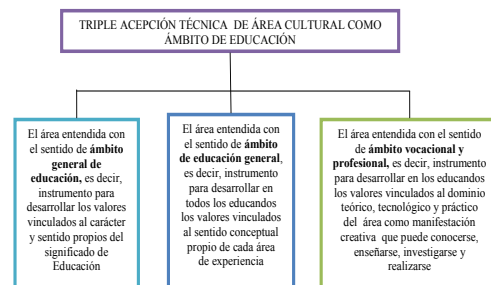 TRIPLE ACEPCIÓN TÉCNICA DE ÁREA CULTURAL COMO
ÁMBITO DE EDUCACIÓN
El área entendida con
el sentido de ámbito
general de
educación, es decir,
instrumento para
desarrollar los valores
vinculados al carácter
y sentido propios del
significado de
Educación
El área entendida con
el sentido de ámbito
de educación general,
es decir, instrumento
para desarrollar en
todos los educandos
los valores vinculados
al sentido conceptual
propio de cada área
de experiencia
El área entendida con el sentido
de ámbito vocacional y
profesional, es decir, instrumento
para desarrollar en los educandos
los valores vinculados al dominio
teórico, tecnológico y práctico
del área como manifestación
creativa que puede conocerse,
enseñarse, investigarse y
realizarse